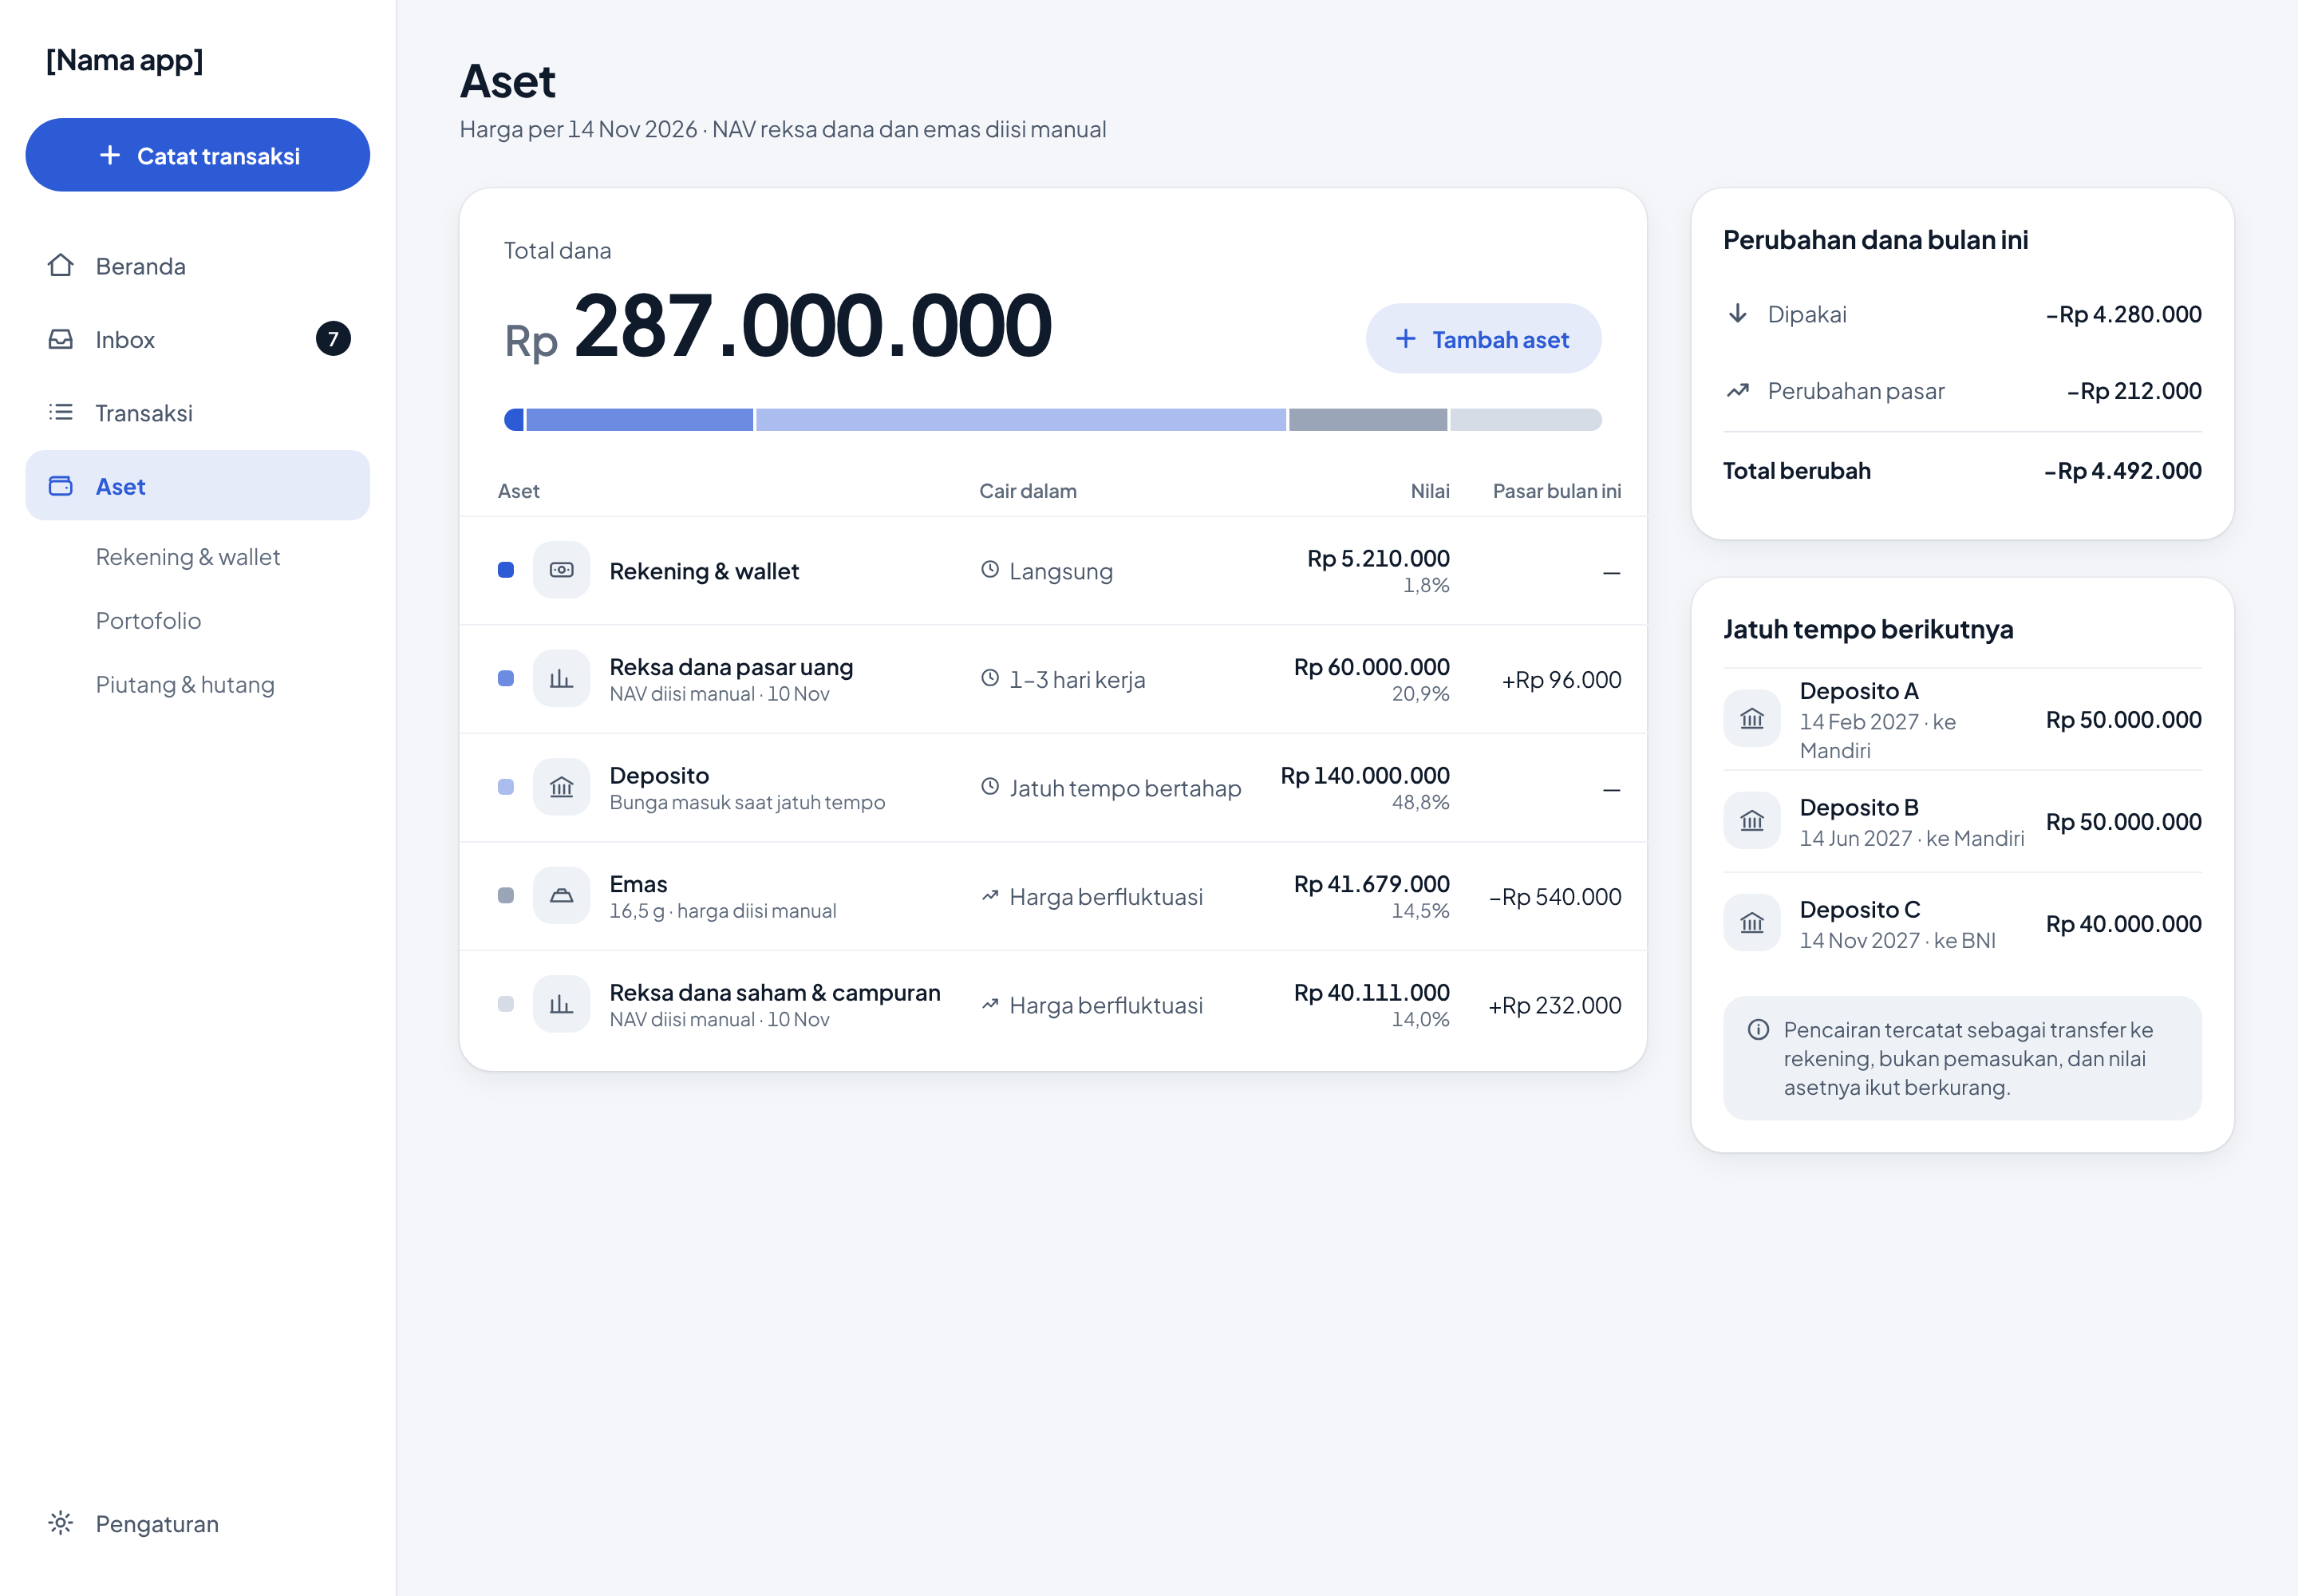 [Nama app]
Catat transaksi
Beranda
Inbox 7
Transaksi
Aset
Rekening & wallet
Portofolio
Piutang & hutang
Pengaturan
Aset
Harga per 14 Nov 2026 · NAV reksa dana dan emas diisi manual
Total dana
Rp 287.000.000
Tambah aset
Aset Cair dalam Nilai Pasar bulan ini
Rekening & wallet Langsung Rp 5.210.000 —
1,8%
Reksa dana pasar uang 1–3 hari kerja Rp 60.000.000 +Rp 96.000
NAV diisi manual · 10 Nov 20,9%
Deposito Jatuh tempo bertahap Rp 140.000.000 —
Bunga masuk saat jatuh tempo 48,8%
Emas Harga berfluktuasi Rp 41.679.000 −Rp 540.000
16,5 g · harga diisi manual 14,5%
Reksa dana saham & campuran Harga berfluktuasi Rp 40.111.000 +Rp 232.000
NAV diisi manual · 10 Nov 14,0%
Perubahan dana bulan ini
Dipakai −Rp 4.280.000
Perubahan pasar −Rp 212.000
Total berubah −Rp 4.492.000
Jatuh tempo berikutnya
Deposito A
14 Feb 2027 · ke Rp 50.000.000
Mandiri
Deposito B Rp 50.000.000
14 Jun 2027 · ke Mandiri
Deposito C Rp 40.000.000
14 Nov 2027 · ke BNI
Pencairan tercatat sebagai transfer ke
rekening, bukan pemasukan, dan nilai
asetnya ikut berkurang.